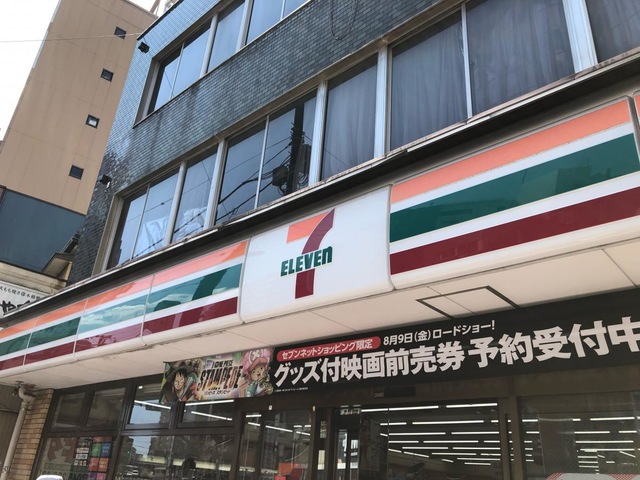 7
ELEVEN
セブンネットショッピング限定
8月9日(金)ロードショー!
グッズ付映画前売券予約受付中
STAMPEDE